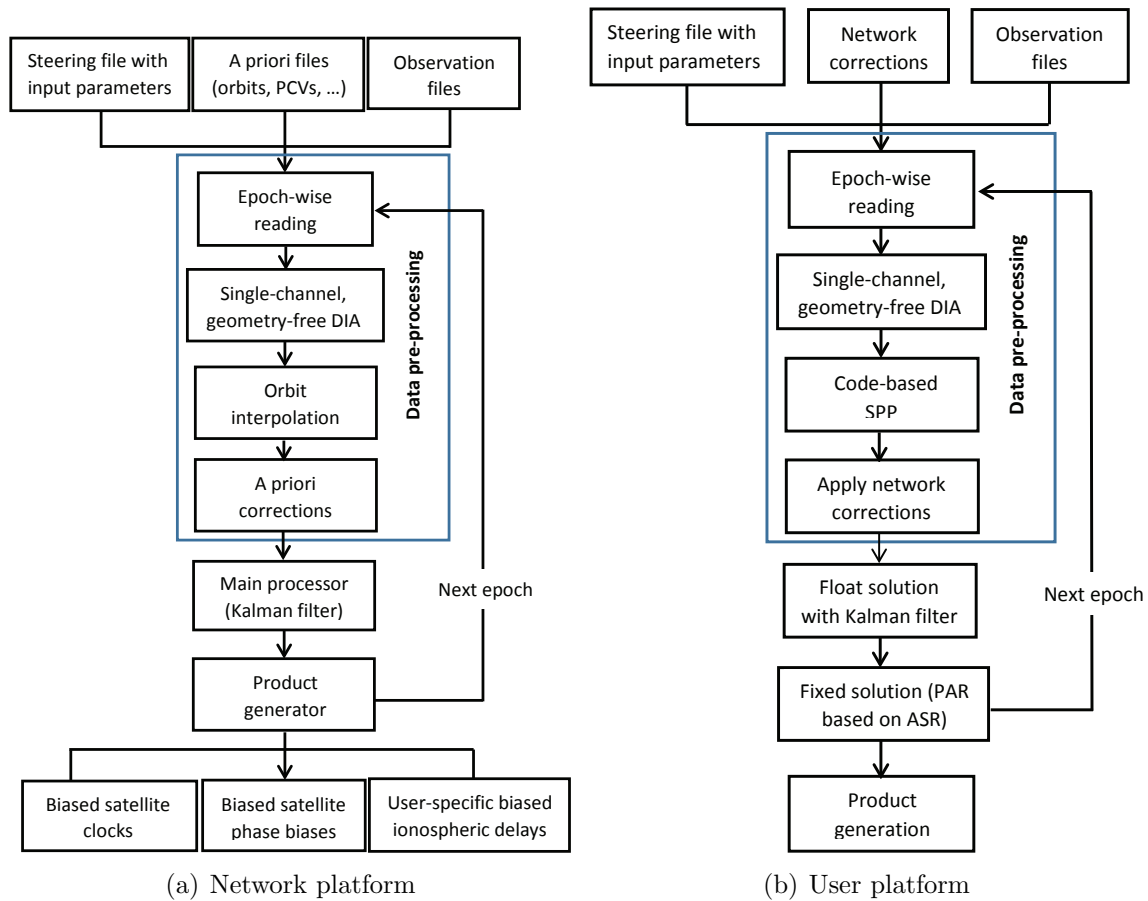 Steering file with
input parameters
A priori files
(orbits, PCVs, ...)
Observation
files
Epoch-wise
reading
Single-channel,
geometry-free DIA
Orbit
interpolation
A priori
corrections
Data pre-processing
Main processor
(Kalman filter)
Next epoch
Product
generator
Biased satellite
clocks
Biased satellite
phase biases
User-specific biased
ionospheric delays
(a) Network platform
Steering file with
input parameters
Network
corrections
Observation
files
Epoch-wise
reading
Single-channel,
geometry-free DIA
Code-based
SPP
Apply network
corrections
Data pre-processing
Float solution
with Kalman filter
Next epoch
Fixed solution (PAR
based on ASR)
Product
generation
(b) User platform